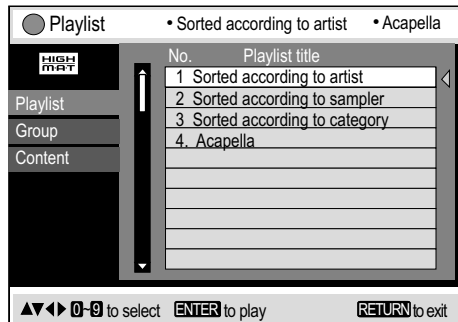 Playlist • Sorted according to artist • Acapella
HIGH MAT
No. Playlist title
1 Sorted according to artist
2 Sorted according to sampler
3 Sorted according to category
4. Acapella
Playlist
Group
Content
▲▼◀▶ 0~9 to select ENTER to play RETURN to exit